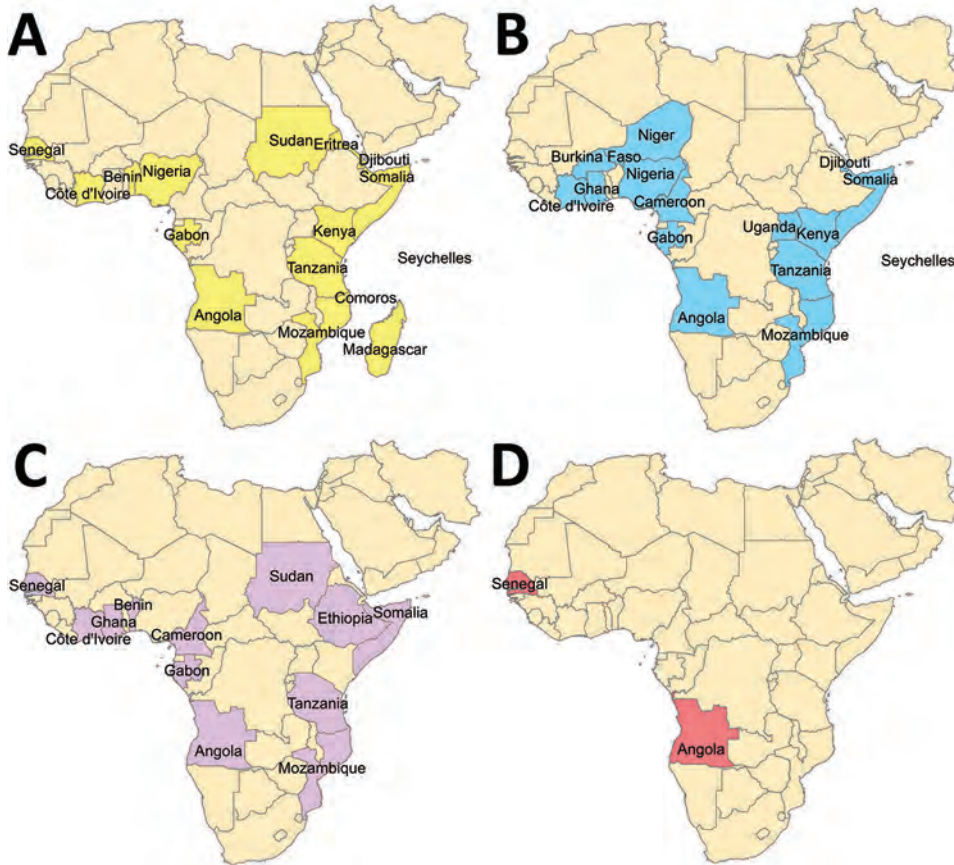 A
Senegal
Sudan
Eritrea
Djibouti
Somalia
Benin
Nigeria
Côte d'Ivoire
Gabon
Kenya
Tanzania
Seychelles
Comoros
Angola
Mozambique
Madagascar
B
Niger
Burkina Faso
Djibouti
Somalia
Nigeria
Ghana
Côte d'Ivoire
Cameroon
Gabon
Uganda
Kenya
Tanzania
Seychelles
Angola
Mozambique
C
Senegal
Sudan
Benin
Ghana
Ethiopia
Somalia
Côte d'Ivoire
Cameroon
Gabon
Tanzania
Angola
Mozambique
D
Senegal
Angola